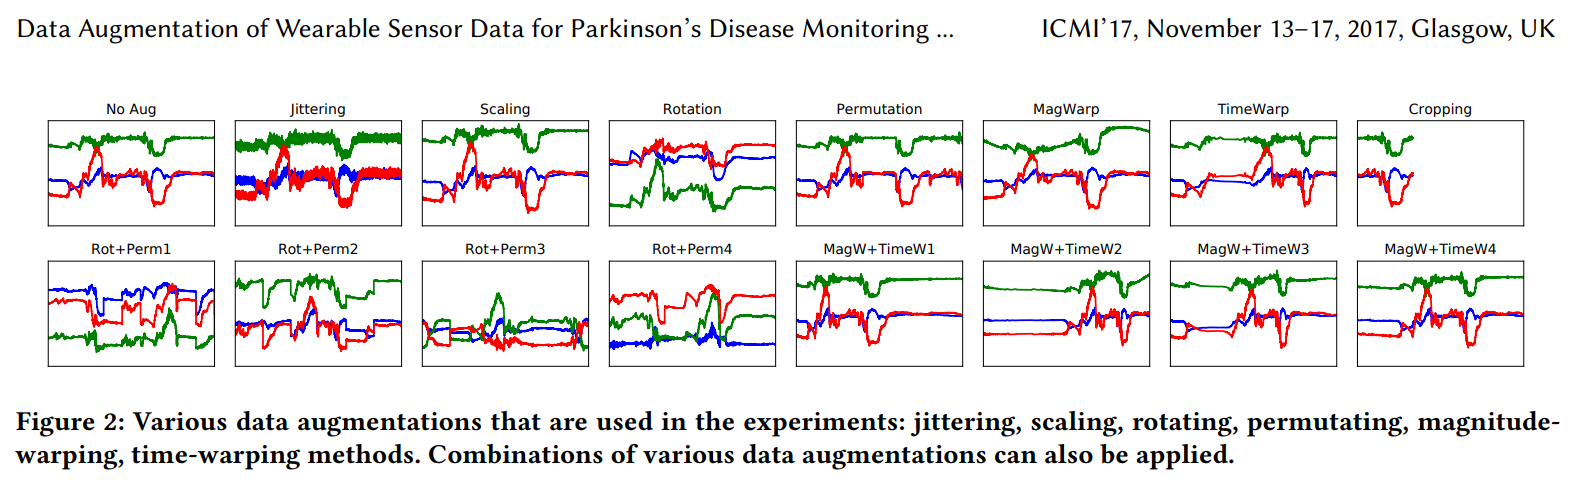 Data Augmentation of Wearable Sensor Data for Parkinson's Disease Monitoring ... ICMI'17, November 13–17, 2017, Glasgow, UK
No Aug Jittering Scaling Rotation Permutation MagWarp TimeWarp Cropping
Rot+Perm1 Rot+Perm2 Rot+Perm3 Rot+Perm4 MagW+TimeW1 MagW+TimeW2 MagW+TimeW3 MagW+TimeW4
Figure 2: Various data augmentations that are used in the experiments: jittering, scaling, rotating, permutating, magnitude-
warping, time-warping methods. Combinations of various data augmentations can also be applied.